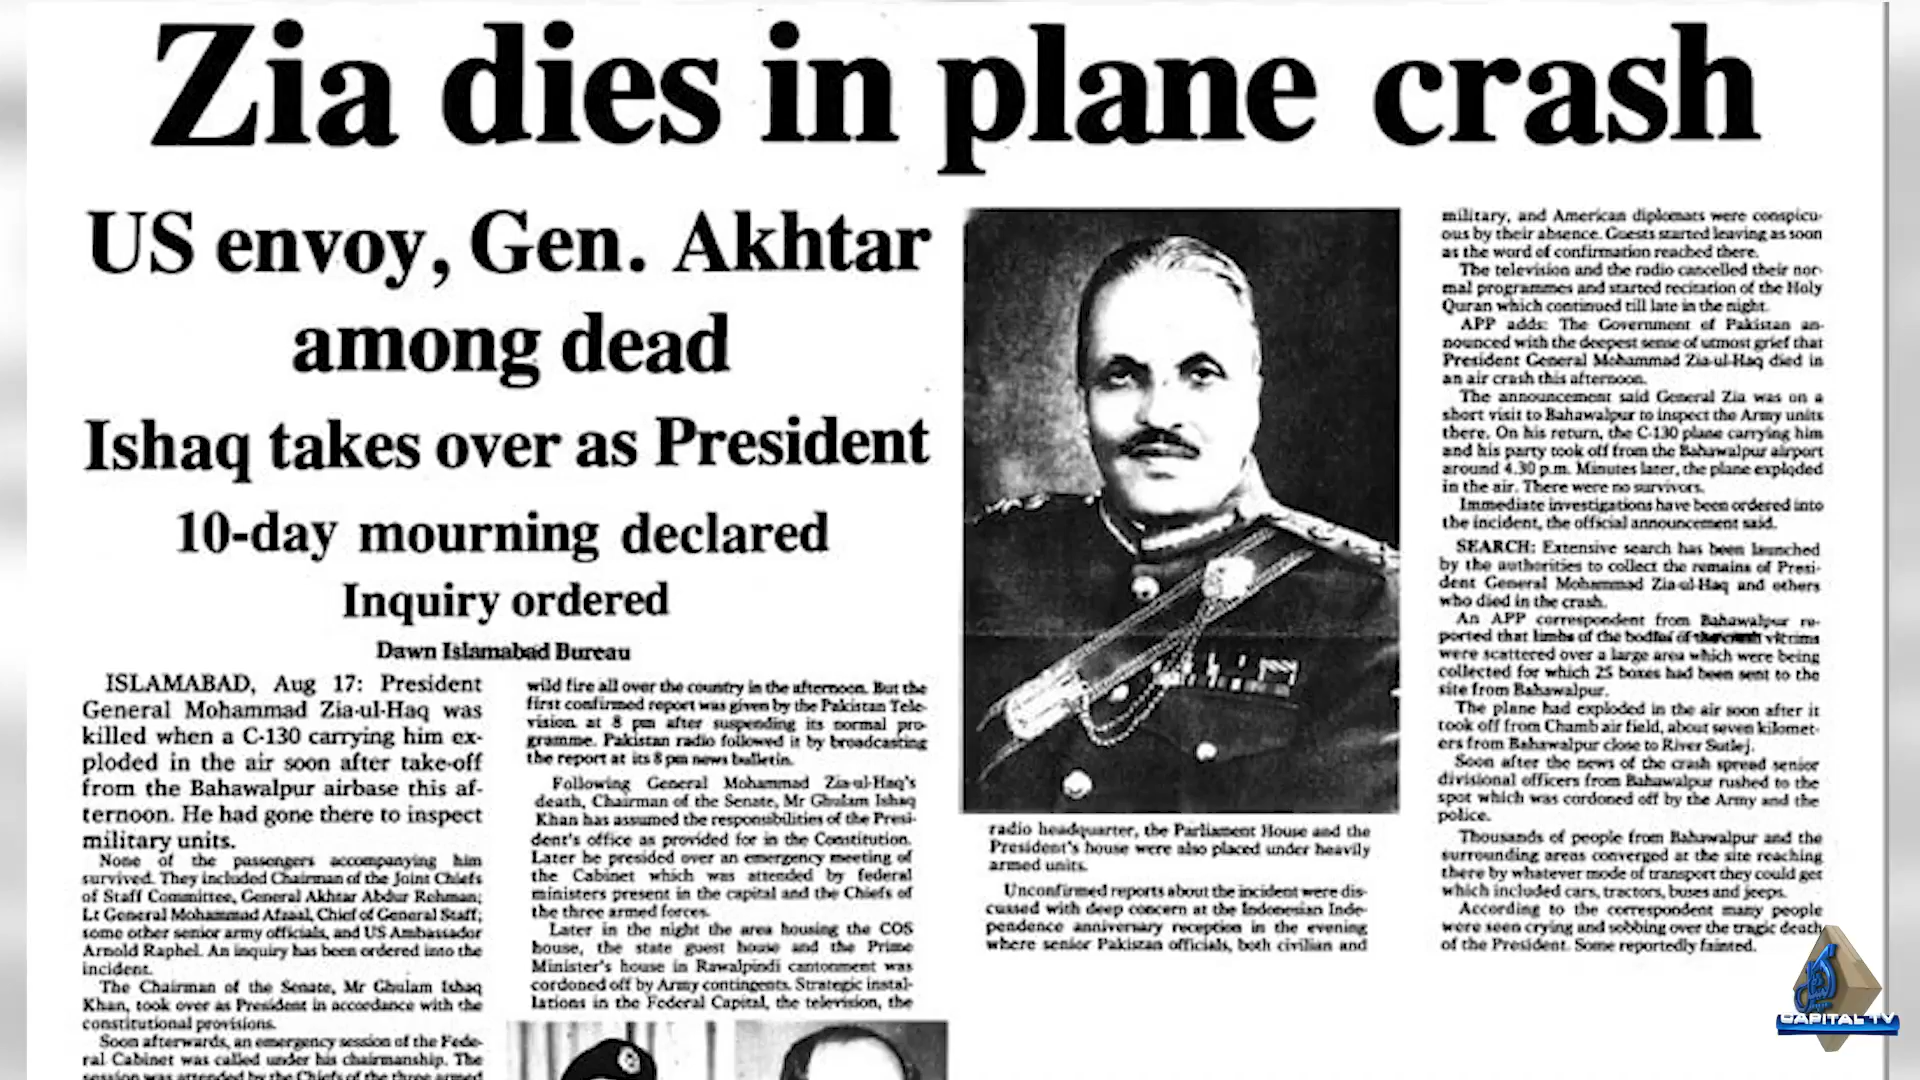 Zia dies in plane crash
US envoy, Gen. Akhtar
among dead
Ishaq takes over as President
10-day mourning declared
Inquiry ordered
Dawn Islamabad Bureau
ISLAMABAD, Aug 17: President
General Mohammad Zia-ul-Haq was
killed when a C-130 carrying him ex-
ploded in the air soon after take-off
from the Bahawalpur airbase this af-
ternoon. He had gone there to inspect
military units.
None of the passengers accompanying him
survived. They included Chairman of the Joint Chiefs
of Staff Committee, General Akhtar Abdur Rehman;
Lt General Mohammad Afzaal, Chief of General Staff;
some other senior army officials, and US Ambassador
Arnold Raphel. An inquiry has been ordered into the
incident.
The Chairman of the Senate, Mr Ghulam Ishaq
Khan, took over as President in accordance with the
constitutional provisions.
Soon afterwards, an emergency session of the Fede-
ral Cabinet was called under his chairmanship. The
session was attended by the Chiefs of the three armed
wild fire all over the country in the afternoon. But the
first confirmed report was given by the Pakistan Tele-
vision at 8 pm after suspending its normal pro-
gramme. Pakistan radio followed it by broadcasting
the report at its 8 pm news bulletin.
Following General Mohammad Zia-ul-Haq's
death, Chairman of the Senate, Mr Ghulam Ishaq
Khan has assumed the responsibilities of the Presi-
dent's office as provided for in the Constitution.
Later he presided over an emergency meeting of
the Cabinet which was attended by federal
ministers present in the capital and the Chiefs of
the three armed forces.
Later in the night the area housing the COS
house, the state guest house and the Prime
Minister's house in Rawalpindi cantonment was
cordoned off by Army contingents. Strategic instal-
lations in the Federal Capital, the television, the
radio headquarter, the Parliament House and the
President's house were also placed under heavily
armed units.
Unconfirmed reports about the incident were dis-
cussed with deep concern at the Indonesian Inde-
pendence anniversary reception in the evening
where senior Pakistan officials, both civilian and
military, and American diplomats were conspicu-
ous by their absence. Guests started leaving as soon
as the word of confirmation reached there.
The television and the radio cancelled their nor-
mal programmes and started recitation of the Holy
Quran which continued till late in the night.
APP adds: The Government of Pakistan an-
nounced with the deepest sense of utmost grief that
President General Mohammad Zia-ul-Haq died in
an air crash this afternoon.
The announcement said General Zia was on a
short visit to Bahawalpur to inspect the Army units
there. On his return, the C-130 plane carrying him
and his party took off from the Bahawalpur airport
around 4.30 p.m. Minutes later, the plane exploded
in the air. There were no survivors.
Immediate investigations have been ordered into
the incident, the official announcement said.
SEARCH: Extensive search has been launched
by the authorities to collect the remains of Presi-
dent General Mohammad Zia-ul-Haq and others
who died in the crash.
An APP correspondent from Bahawalpur re-
ported that limbs of the bodies of the crash victims
were scattered over a large area which were being
collected for which 25 boxes had been sent to the
site from Bahawalpur.
The plane had exploded in the air soon after it
took off from Chamb air field, about seven kilomet-
ers from Bahawalpur close to River Sutlej.
Soon after the news of the crash spread senior
divisional officers from Bahawalpur rushed to the
spot which was cordoned off by the Army and the
police.
Thousands of people from Bahawalpur and the
surrounding areas converged at the site reaching
there by whatever mode of transport they could get
which included cars, tractors, buses and jeeps.
According to the correspondent many people
were seen crying and sobbing over the tragic death
of the President. Some reportedly fainted.
CAPITAL TV